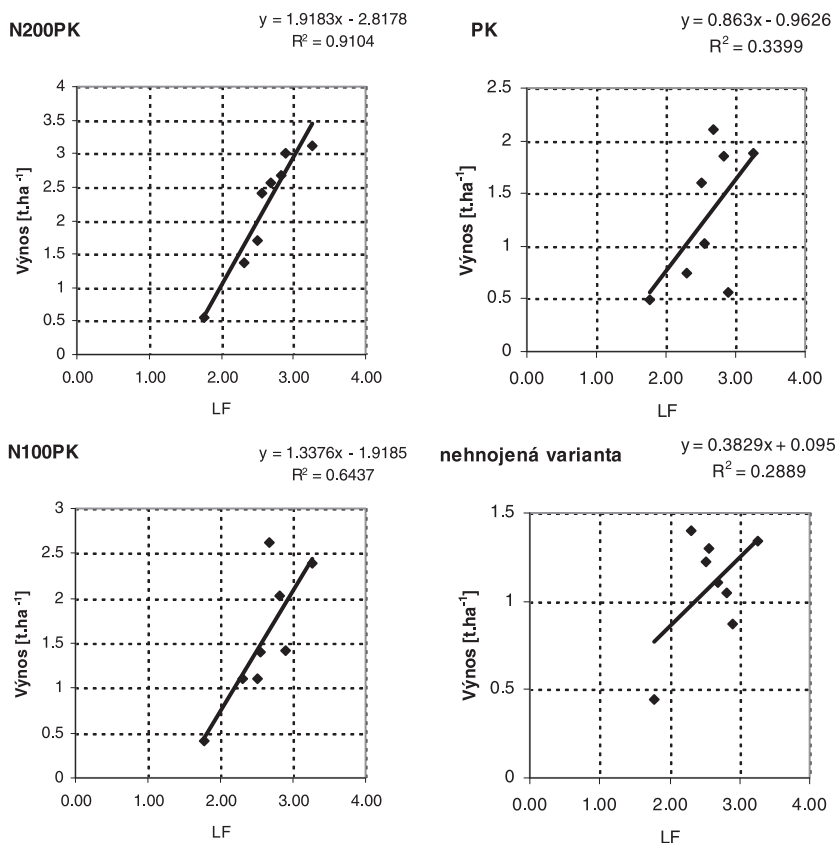 N200PK
y = 1.9183x - 2.8178
R² = 0.9104
Výnos [t.ha⁻¹]
4
3.5
3
2.5
2
1.5
1
0.5
0
0.00 1.00 2.00 3.00 4.00
LF
PK
y = 0.863x - 0.9626
R² = 0.3399
Výnos [t.ha⁻¹]
2.5
2
1.5
1
0.5
0
0.00 1.00 2.00 3.00 4.00
LF
N100PK
y = 1.3376x - 1.9185
R² = 0.6437
Výnos [t.ha⁻¹]
3
2.5
2
1.5
1
0.5
0
0.00 1.00 2.00 3.00 4.00
LF
nehnojená varianta
y = 0.3829x + 0.095
R² = 0.2889
Výnos [t.ha⁻¹]
1.5
1
0.5
0
0.00 1.00 2.00 3.00 4.00
LF